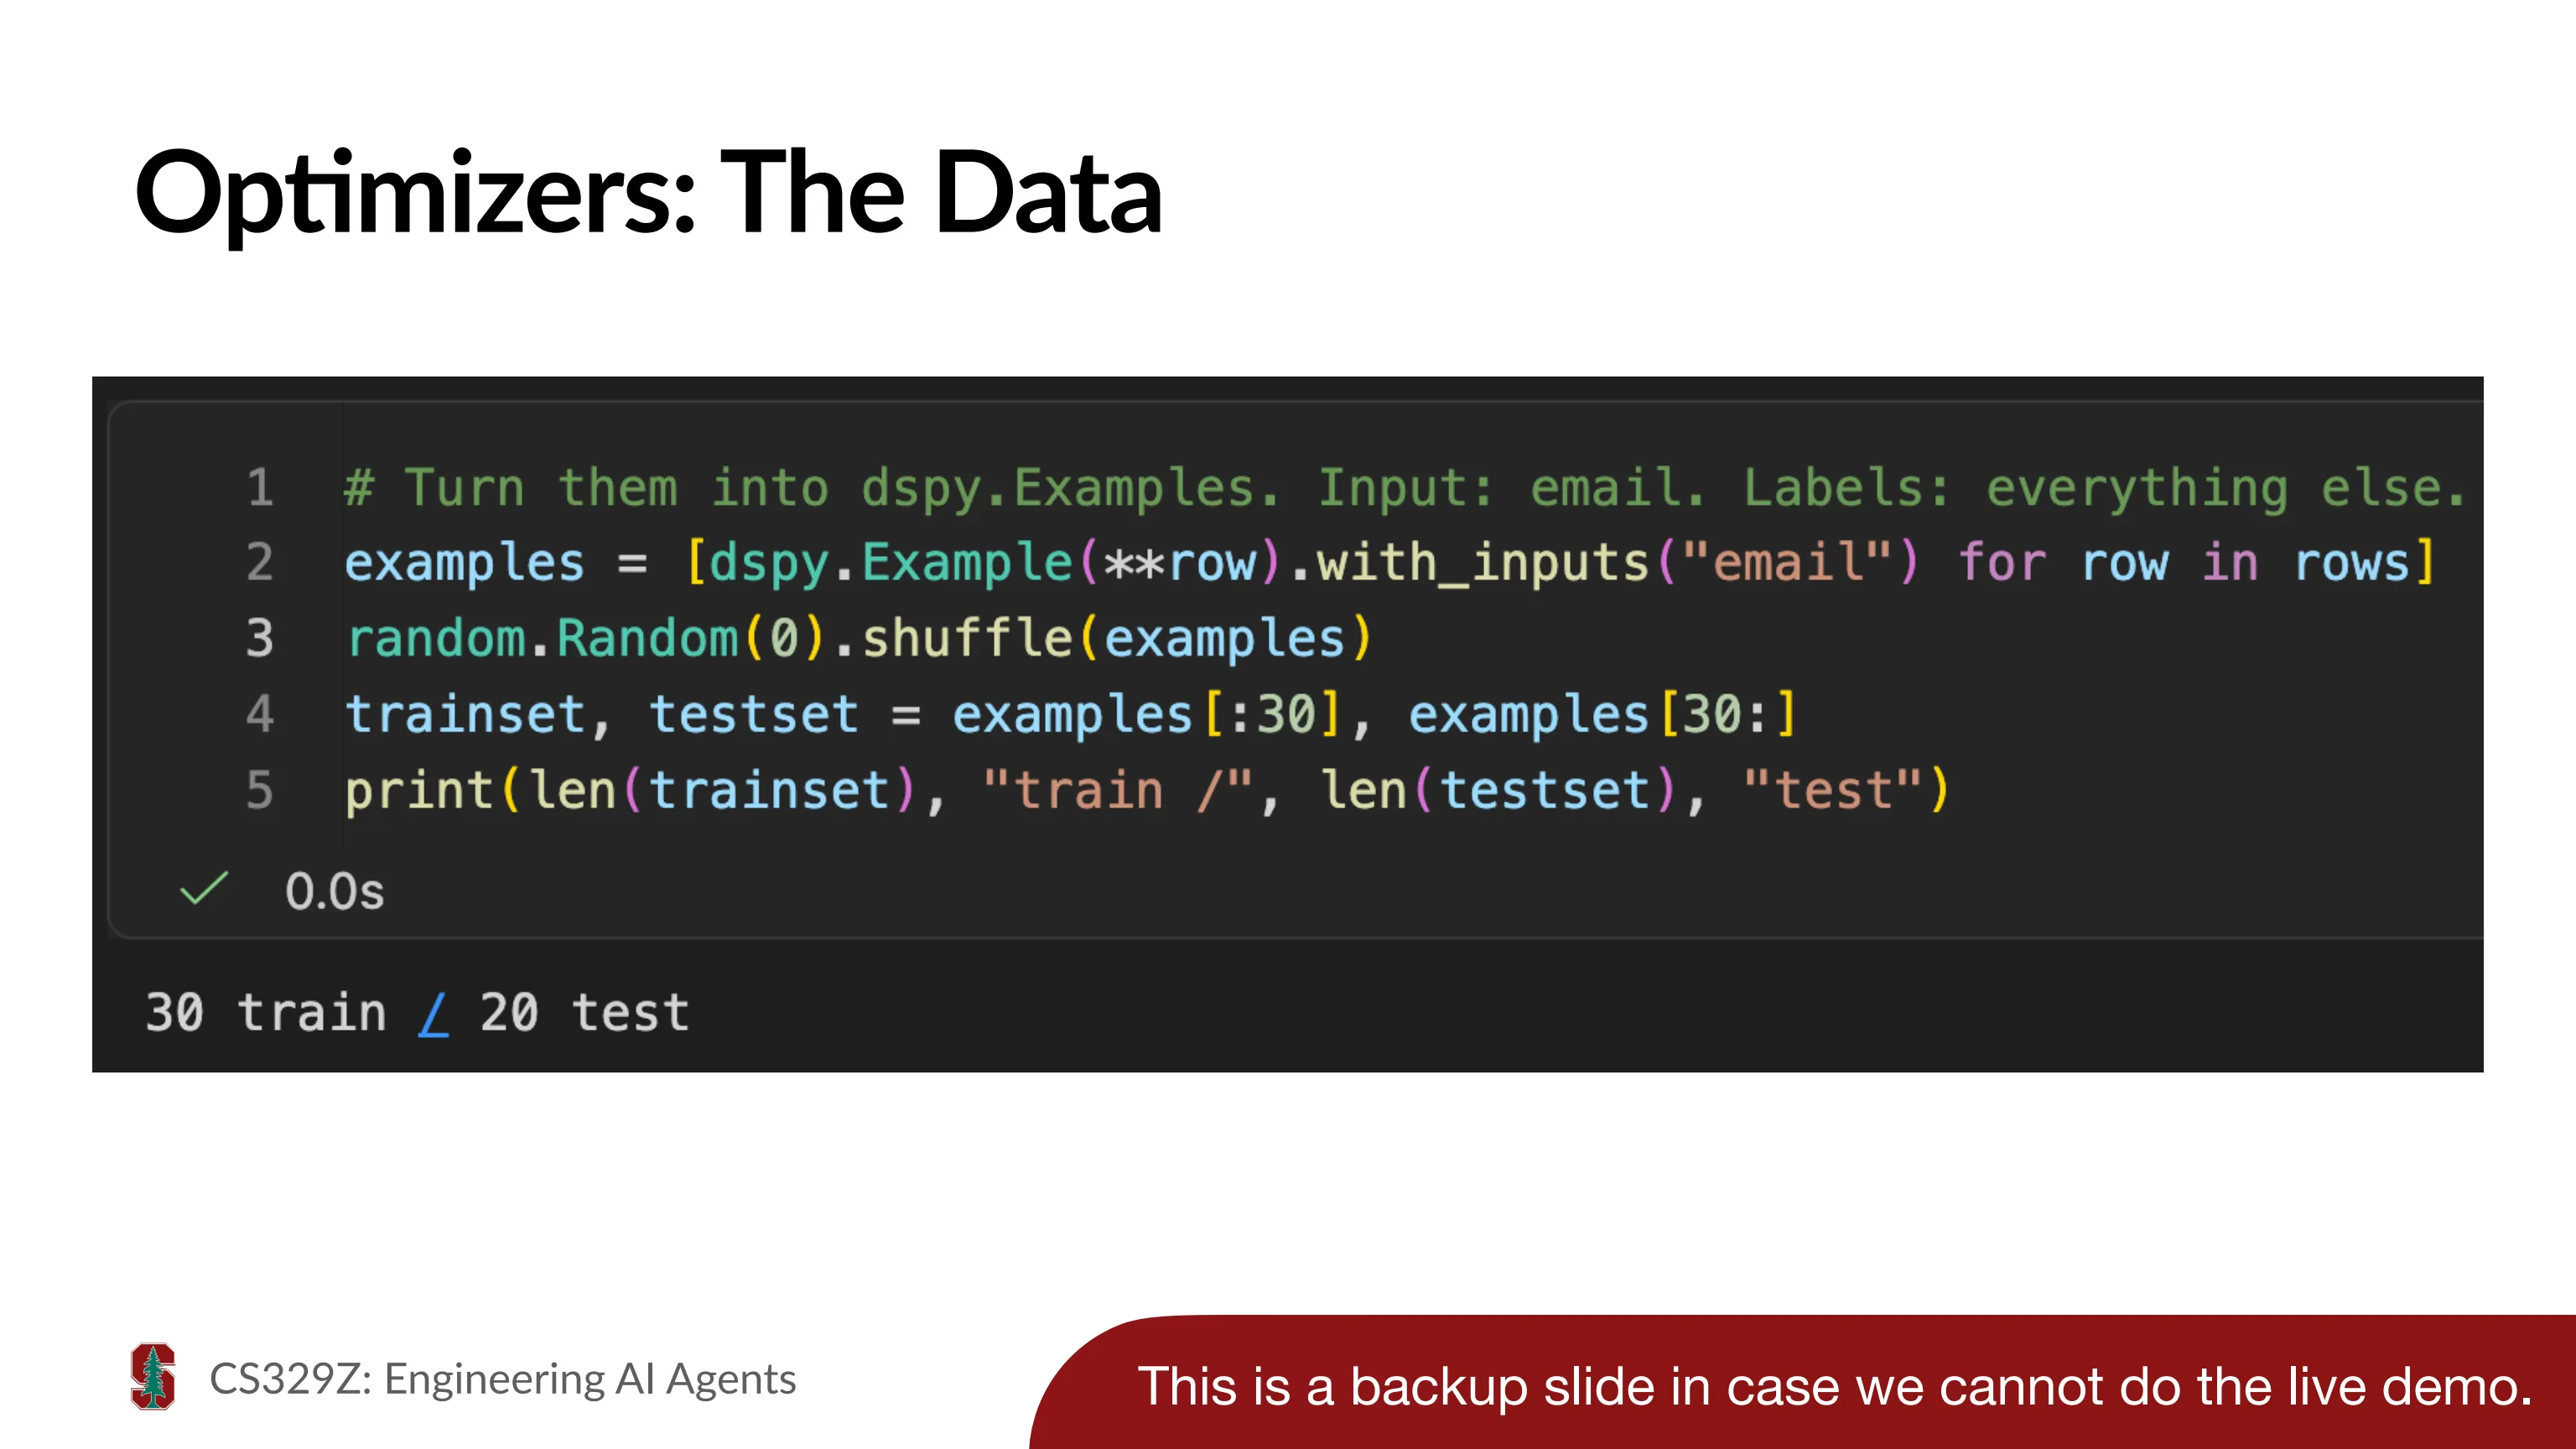 Optimizers: The Data
1 # Turn them into dspy.Examples. Input: email. Labels: everything else.
2 examples = [dspy.Example(**row).with_inputs("email") for row in rows]
3 random.Random(0).shuffle(examples)
4 trainset, testset = examples[:30], examples[30:]
5 print(len(trainset), "train /", len(testset), "test")
0.0s
30 train / 20 test
CS329Z: Engineering AI Agents
This is a backup slide in case we cannot do the live demo.